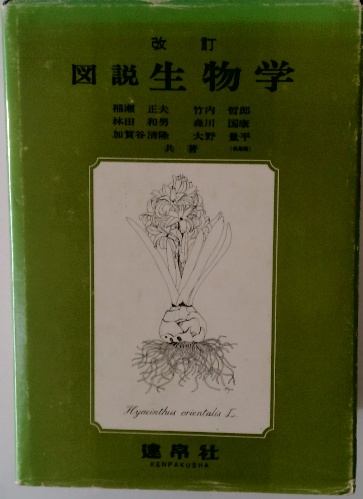 改訂
図説 生物学
稲瀬 正夫 竹内 哲郎
林田 和男 森川 国康
加賀谷 清隆 大野 量平
共著
Hyacinthus orientalis L.
建帛社
KENPAKUSHA